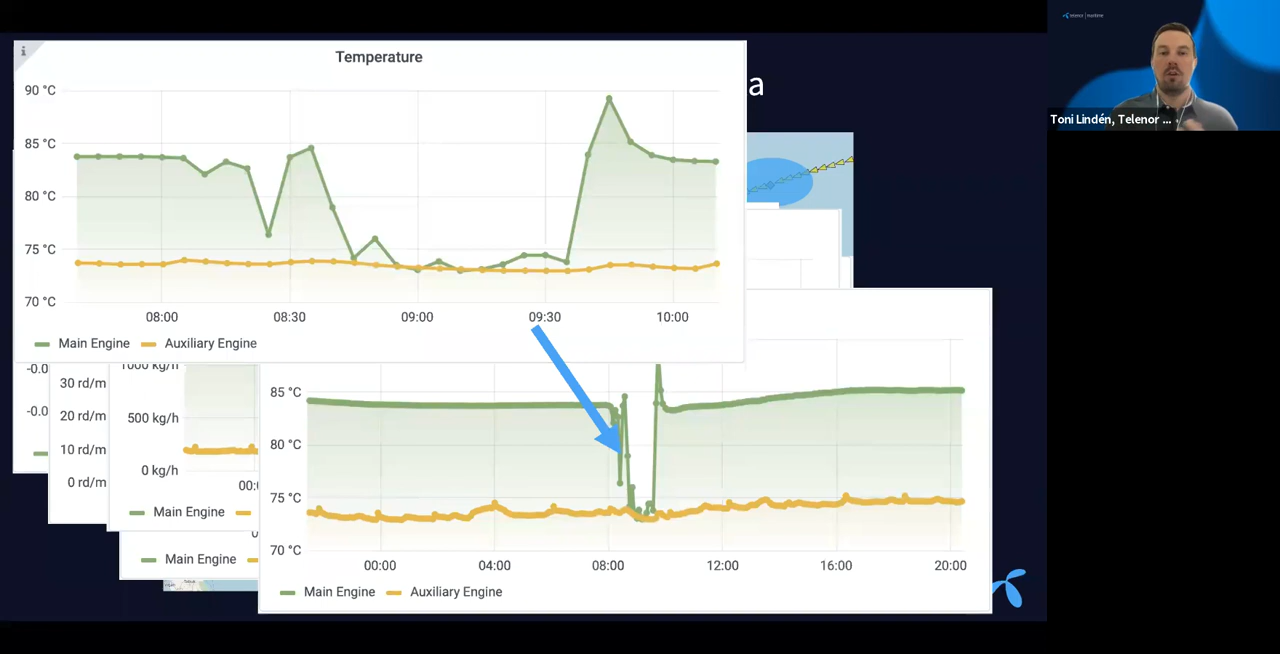 Temperature
i
a
90 °C
85 °C
80 °C
75 °C
70 °C
08:00 08:30 09:00 09:30 10:00
Main Engine Auxiliary Engine
telenor | maritime
Toni Lindén, Telenor ...
-0.0
-0.0
30 rd/m
20 rd/m
10 rd/m
0 rd/m
1000 kg/h
500 kg/h
0 kg/h
00:
Main Engine
Main Engine
85 °C
80 °C
75 °C
70 °C
00:00 04:00 08:00 12:00 16:00 20:00
Main Engine Auxiliary Engine